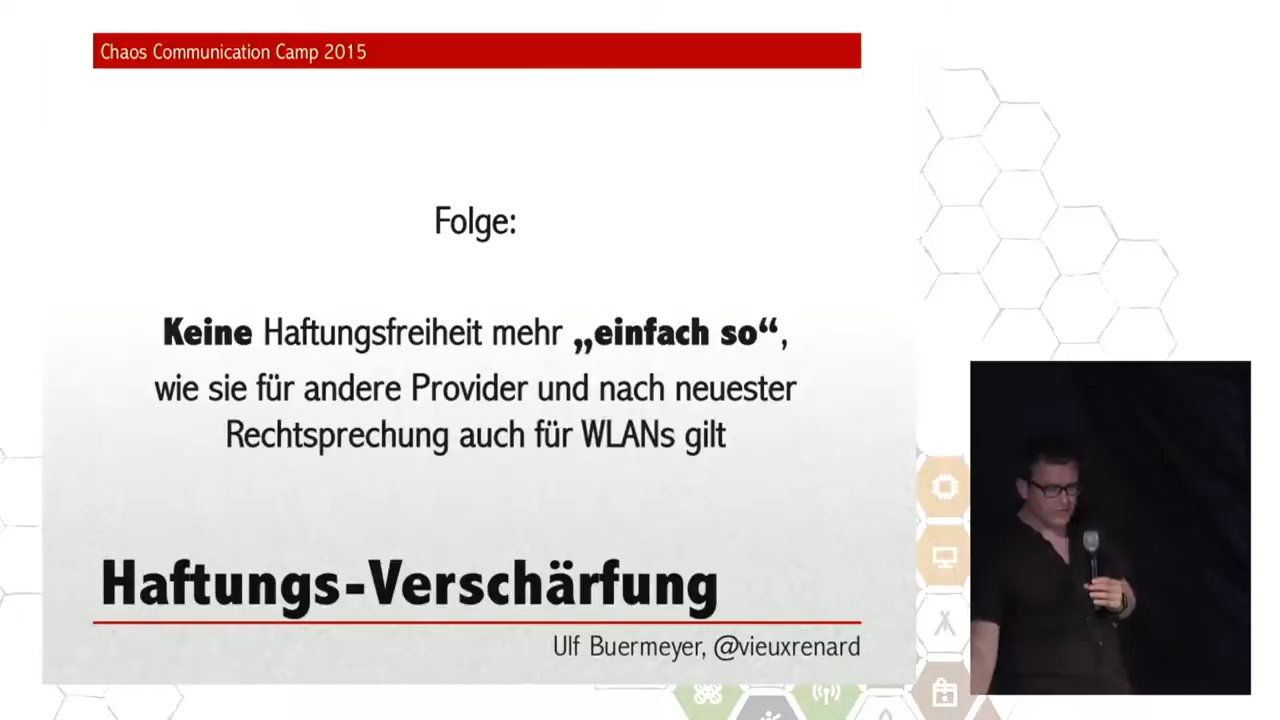 Chaos Communication Camp 2015
Folge:
Keine Haftungsfreiheit mehr „einfach so“,
wie sie für andere Provider und nach neuester
Rechtsprechung auch für WLANs gilt
Haftungs-Verschärfung
Ulf Buermeyer, @vieuxrenard